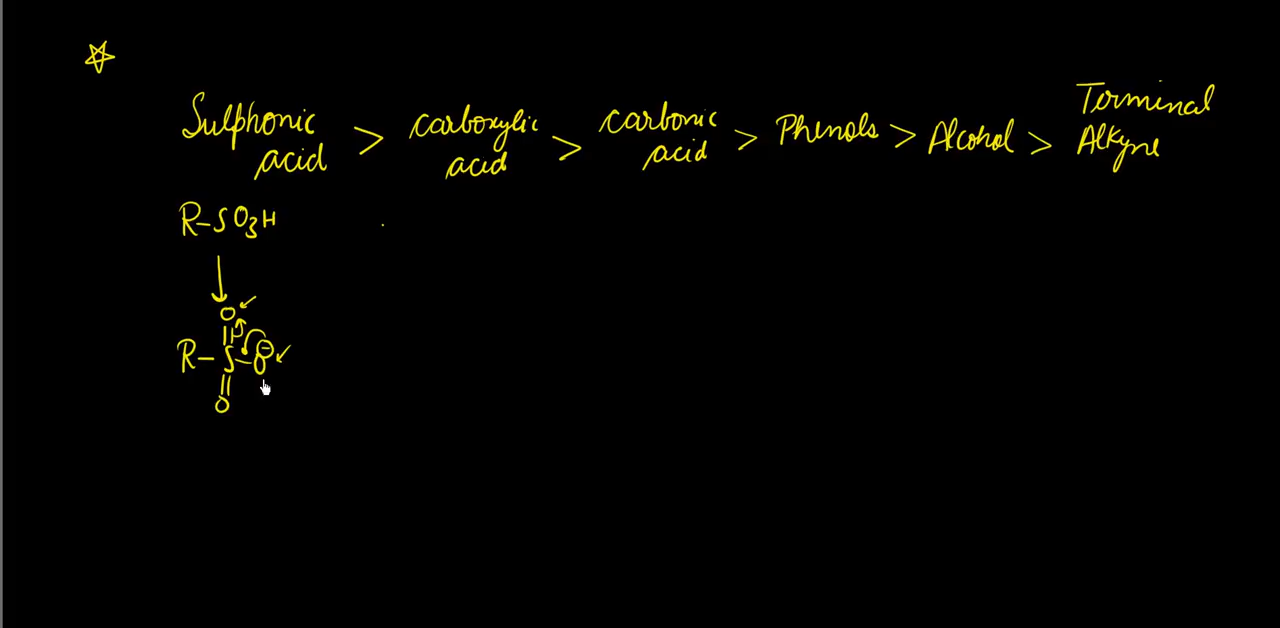 Sulphonic acid > carboxylic acid > carbonic acid > Phenols > Alcohol > Terminal Alkyne
R-SO3H
O
R-S-O⊖
O